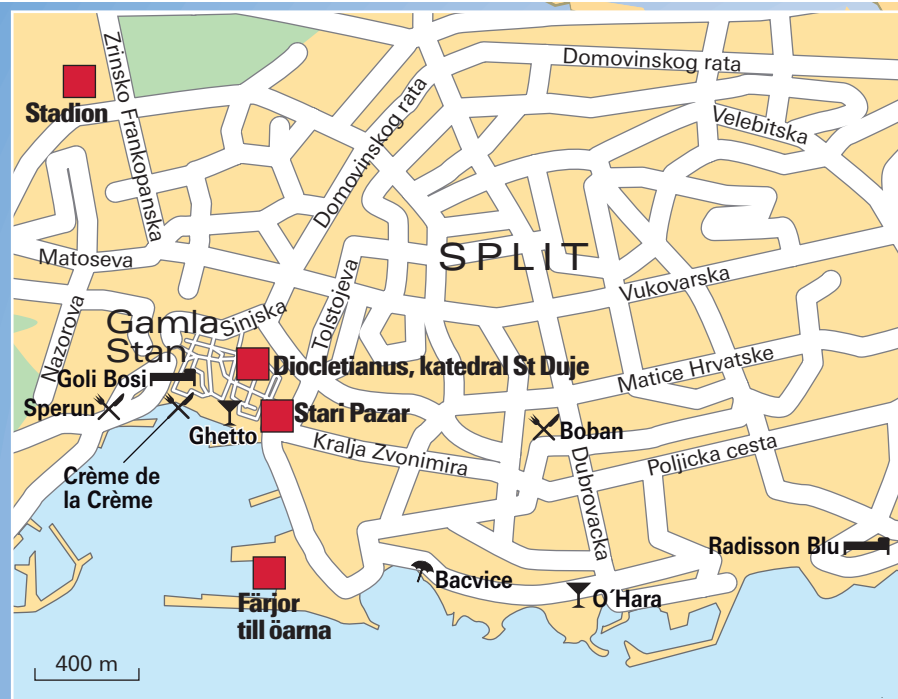 Zrinsko Frankopanska
Domovinskog rata
Domovinskog rata
Stadion
Velebitska
Matoseva
SPLIT
Vukovarska
Nazorova
Gamla
Stan
Sinjska
Tolstojeva
Diocletianus, katedral St Duje
Matice Hrvatske
Goli Bosi
Sperun
Stari Pazar
Ghetto
Boban
Kralja Zvonimira
Poljicka cesta
Crème de
la Crème
Dubrovacka
Radisson Blu
Bacvice
O´Hara
Färjor
till öarna
400 m